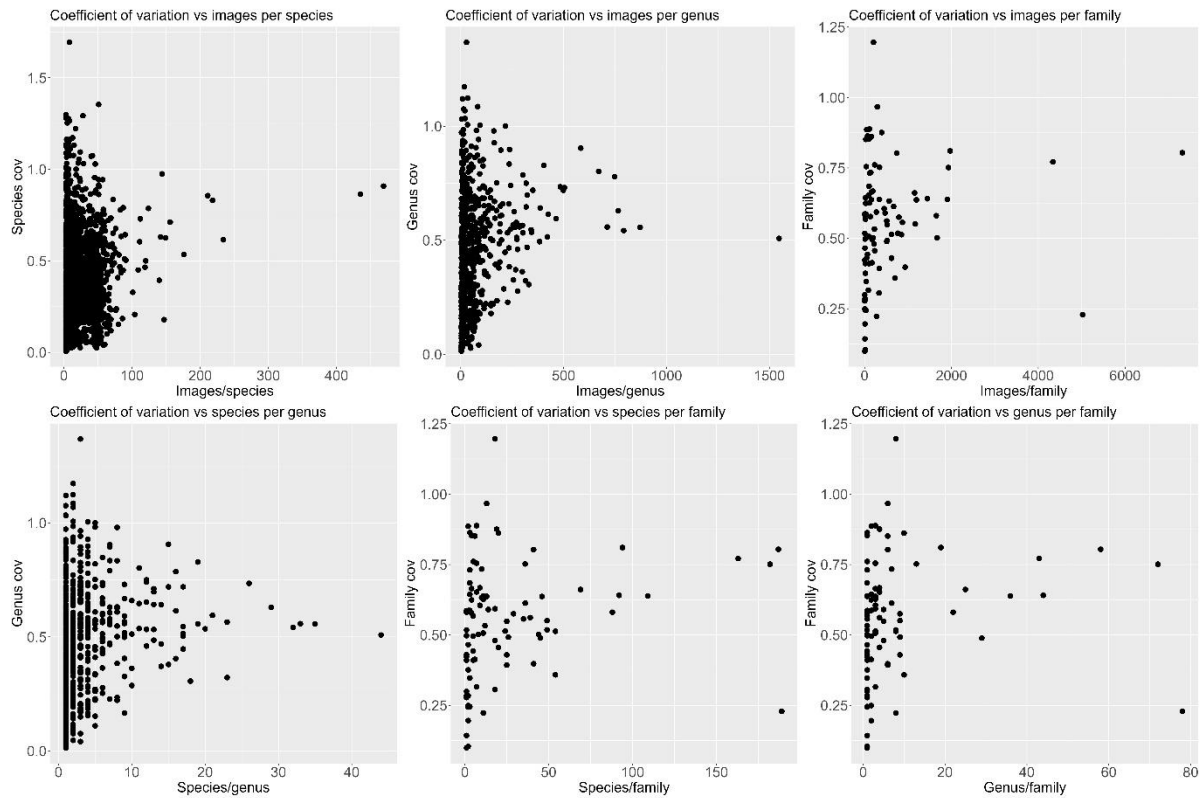 Coefficient of variation vs images per species
Species cov
1.5
1.0
0.5
0.0
0
100
200
300
400
Images/species
Coefficient of variation vs images per genus
Genus cov
1.0
0.5
0.0
0
500
1000
1500
Images/genus
Coefficient of variation vs images per family
Family cov
1.25
1.00
0.75
0.50
0.25
0
2000
4000
6000
Images/family
Coefficient of variation vs species per genus
Genus cov
1.0
0.5
0.0
0
10
20
30
40
Species/genus
Coefficient of variation vs species per family
Family cov
1.25
1.00
0.75
0.50
0.25
0
50
100
150
Species/family
Coefficient of variation vs genus per family
Family cov
1.25
1.00
0.75
0.50
0.25
0
20
40
60
80
Genus/family